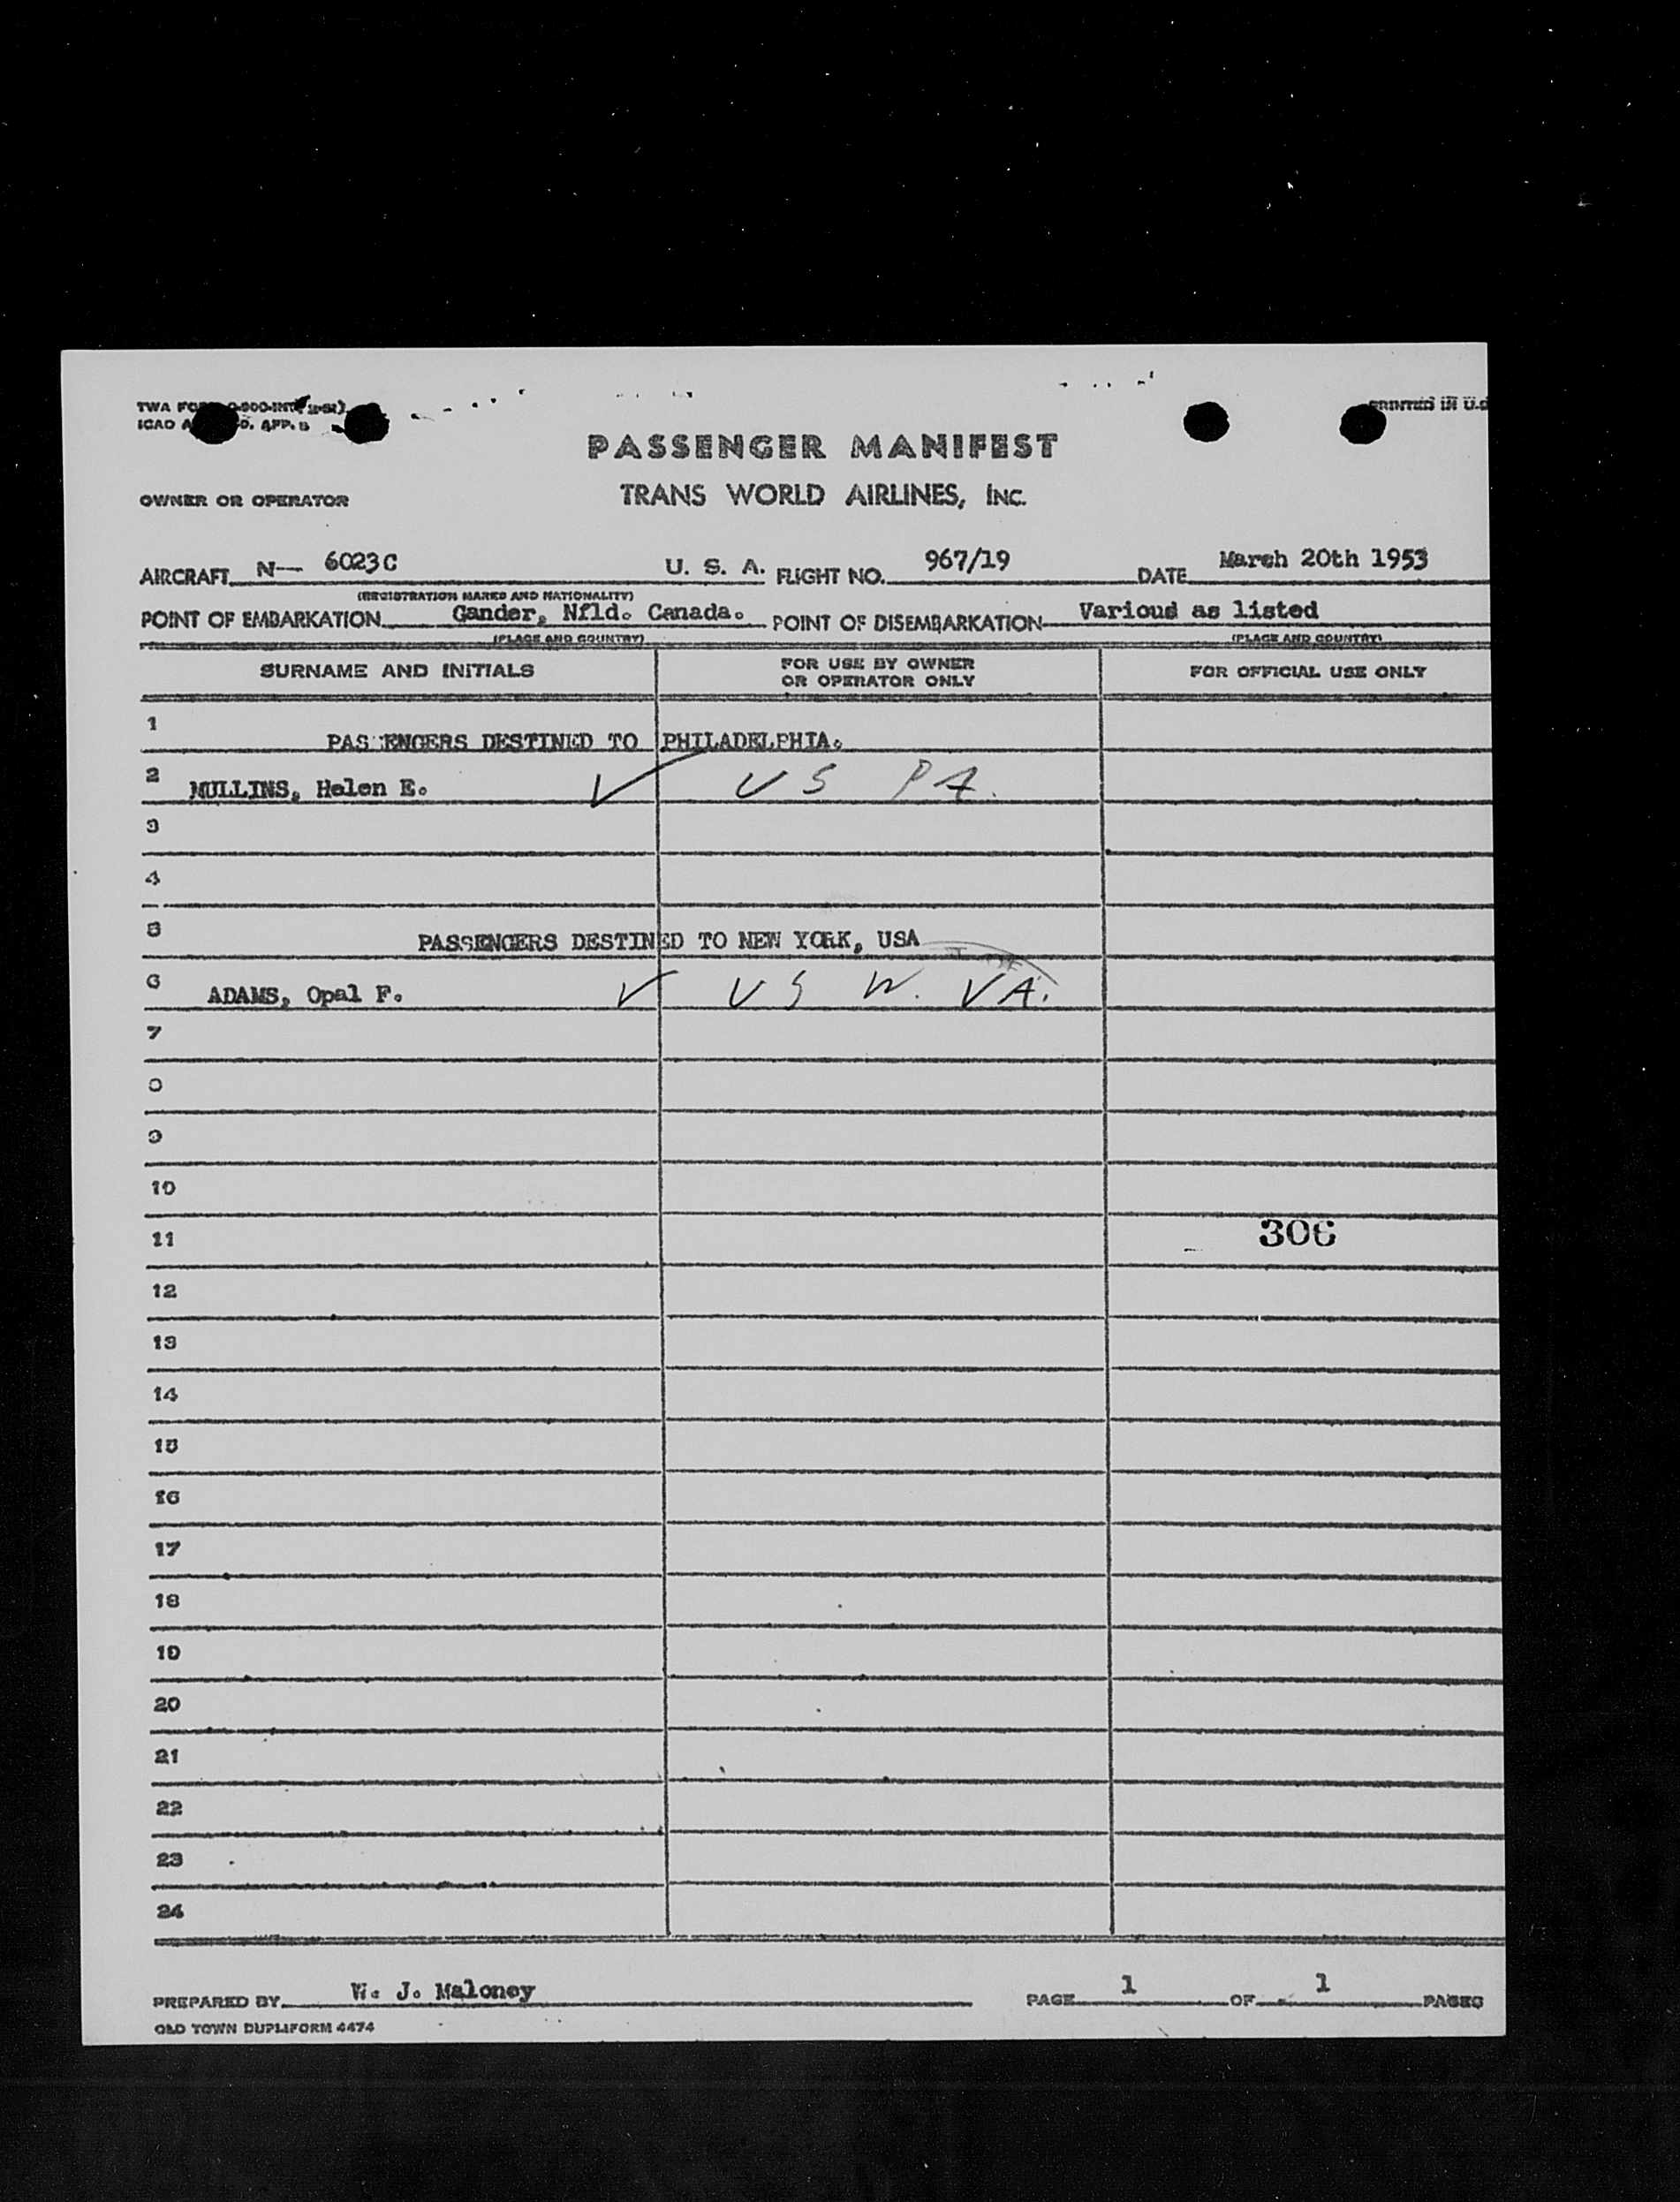 TWA
PRINTED IN U.S
ICAO APP. B
PASSENGER MANIFEST
OWNER OR OPERATOR TRANS WORLD AIRLINES, INC.
AIRCRAFT N— 6023C U. S. A. FLIGHT NO. 967/19 DATE March 20th 1953
(REGISTRATION MARKS AND NATIONALITY)
POINT OF EMBARKATION Gander, Nfld. Canada. POINT OF DISEMBARKATION Various as listed
(PLACE AND COUNTRY) (PLACE AND COUNTRY)
SURNAME AND INITIALS FOR USE BY OWNER OR OPERATOR ONLY FOR OFFICIAL USE ONLY
1 PASSENGERS DESTINED TO PHILADELPHIA.
2 MULLINS, Helen E. ✓ US PA.
3
4
5 PASSENGERS DESTINED TO NEW YORK, USA
6 ADAMS, Opal F. ✓ US W. VA.
7
8
9
10
11 306
12
13
14
15
16
17
18
19
20
21
22
23
24
PREPARED BY W. J. Maloney PAGE 1 OF 1 PAGES
OLD TOWN DUPLIFORM 4474